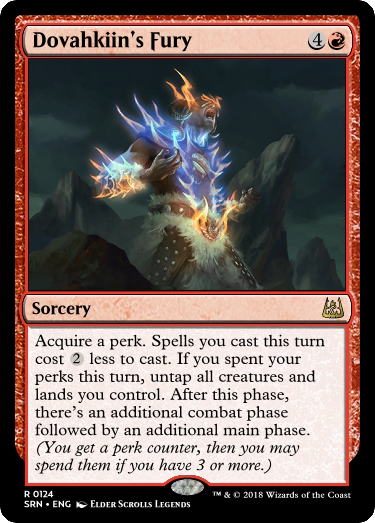 Dovahkiin's Fury 4
Sorcery
Acquire a perk. Spells you cast this turn
cost 2 less to cast. If you spent your
perks this turn, untap all creatures and
lands you control. After this phase,
there's an additional combat phase
followed by an additional main phase.
(You get a perk counter, then you may
spend them if you have 3 or more.)
R 0124
SRN • ENG Elder Scrolls Legends
™ & © 2018 Wizards of the Coast